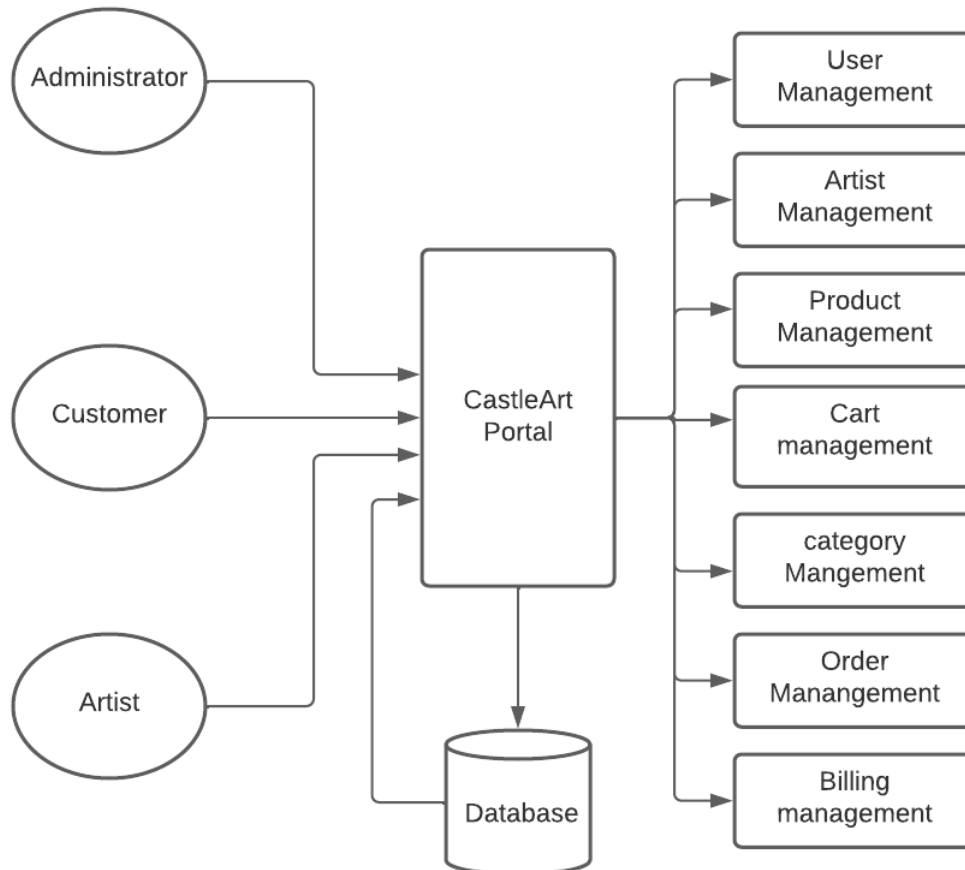 Administrator
User
Management
Artist
Management
Product
Management
CastleArt
Portal
Customer
Cart
management
category
Mangement
Artist
Order
Manangement
Database
Billing
management